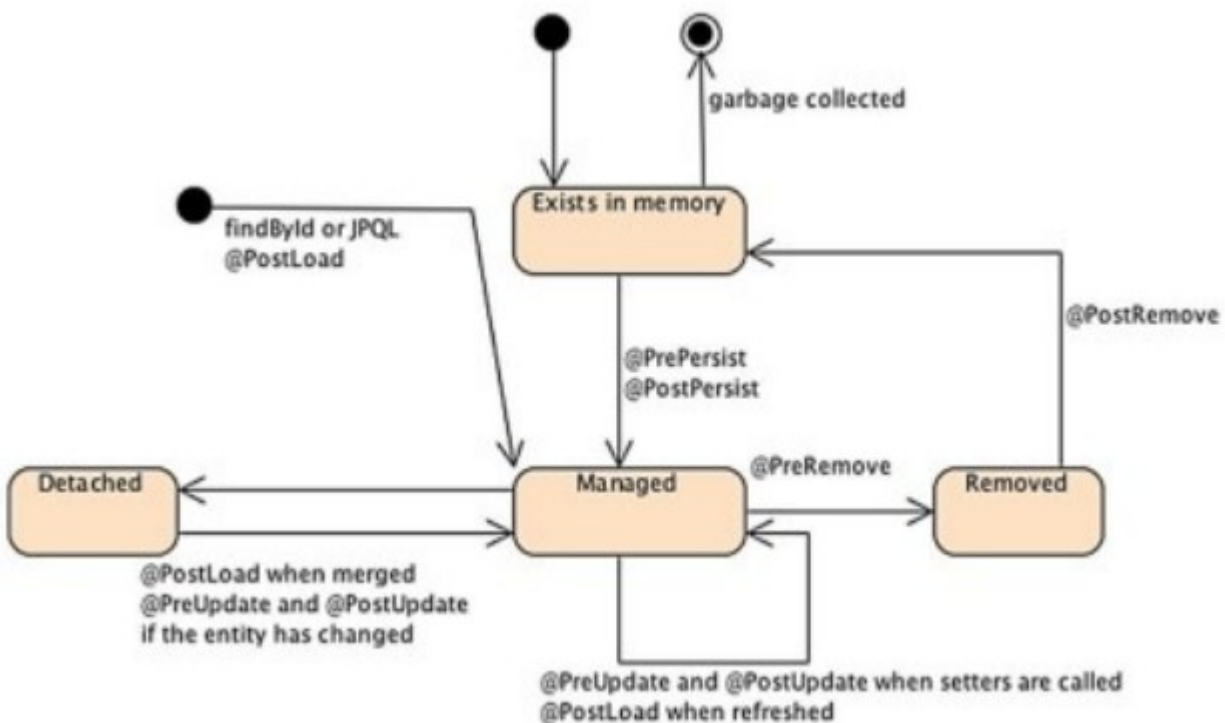 garbage collected
Exists in memory
findById or JPQL
@PostLoad
@PostRemove
@PrePersist
@PostPersist
Detached
Managed
@PreRemove
Removed
@PostLoad when merged
@PreUpdate and @PostUpdate
if the entity has changed
@PreUpdate and @PostUpdate when setters are called
@PostLoad when refreshed